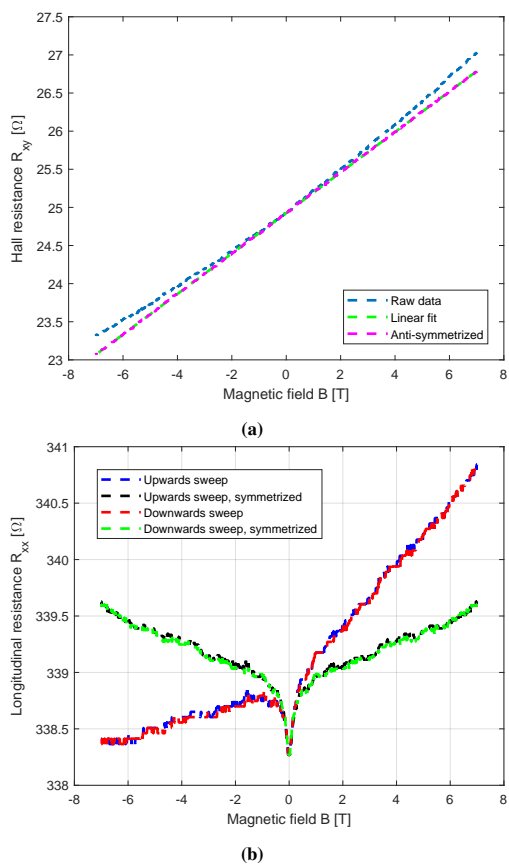 27.5
27
26.5
26
25.5
25
24.5
24
23.5
23
Hall resistance R_xy [Ω]
Raw data
Linear fit
Anti-symmetrized
-8 -6 -4 -2 0 2 4 6 8
Magnetic field B [T]
(a)
341
340.5
340
339.5
339
338.5
338
Longitudinal resistance R_xx [Ω]
Upwards sweep
Upwards sweep, symmetrized
Downwards sweep
Downwards sweep, symmetrized
-8 -6 -4 -2 0 2 4 6 8
Magnetic field B [T]
(b)